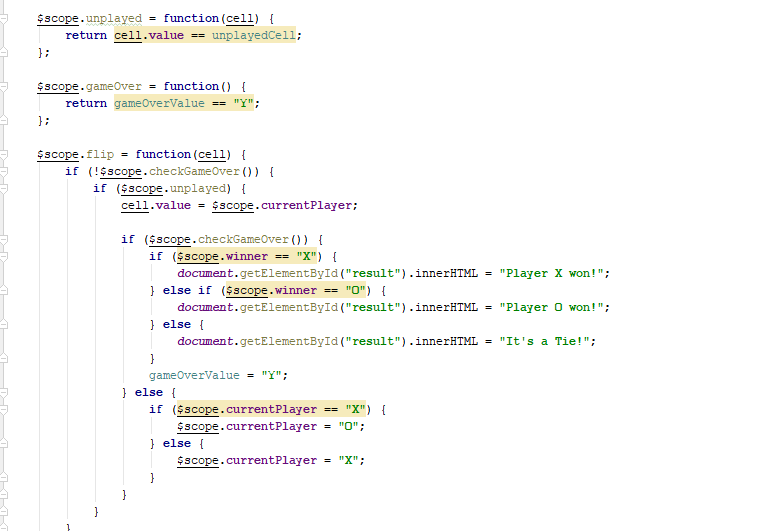 $scope.unplayed = function(cell) {
    return cell.value == unplayedCell;
};

$scope.gameOver = function() {
    return gameOverValue == "Y";
};

$scope.flip = function(cell) {
    if (!$scope.checkGameOver()) {
        if ($scope.unplayed) {
            cell.value = $scope.currentPlayer;

            if ($scope.checkGameOver()) {
                if ($scope.winner == "X") {
                    document.getElementById("result").innerHTML = "Player X won!";
                } else if ($scope.winner == "O") {
                    document.getElementById("result").innerHTML = "Player O won!";
                } else {
                    document.getElementById("result").innerHTML = "It's a Tie!";
                }
                gameOverValue = "Y";
            } else {
                if ($scope.currentPlayer == "X") {
                    $scope.currentPlayer = "O";
                } else {
                    $scope.currentPlayer = "X";
                }
            }
        }
    }